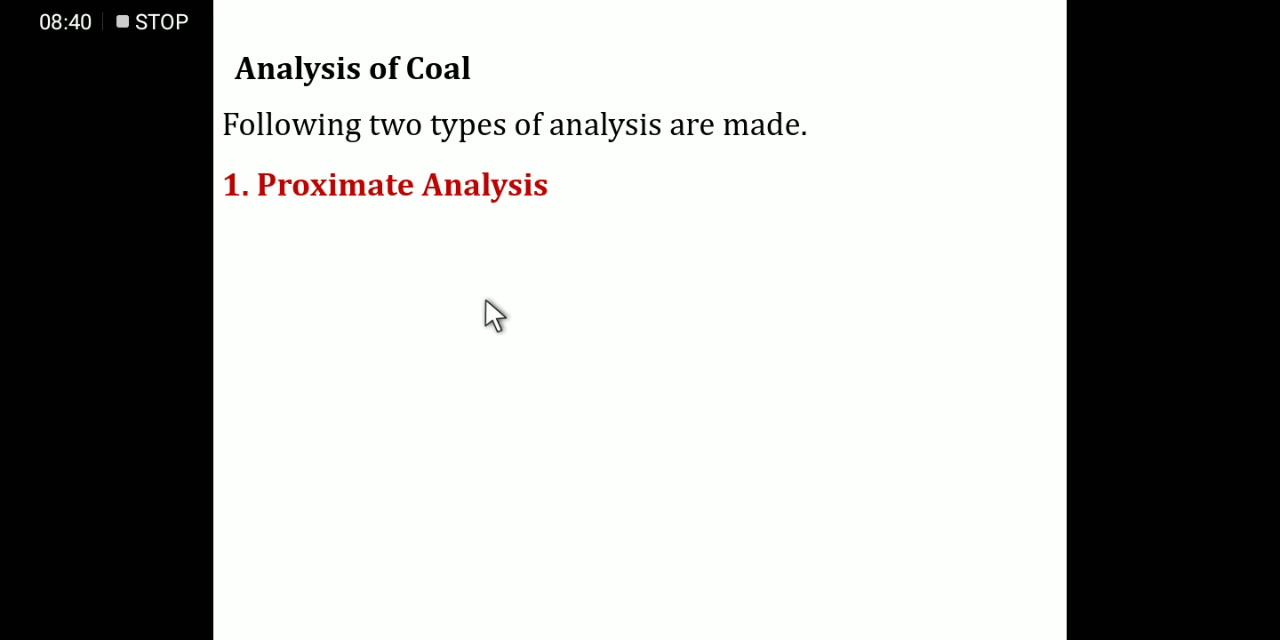 08:40 STOP
Analysis of Coal
Following two types of analysis are made.
1. Proximate Analysis